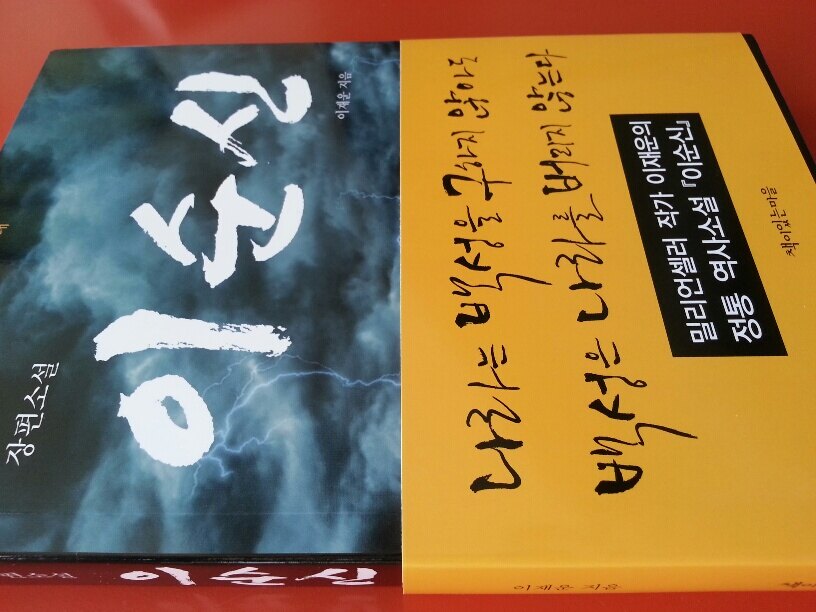 장편소설
이순신
이재운 지음
나라는 백성을 구하지 않아도
백성은 나라를 버리지 않는다
밀리언셀러 작가 이재운의
정통 역사소설 「이순신」
책이있는마을
이순신
이재운 지음